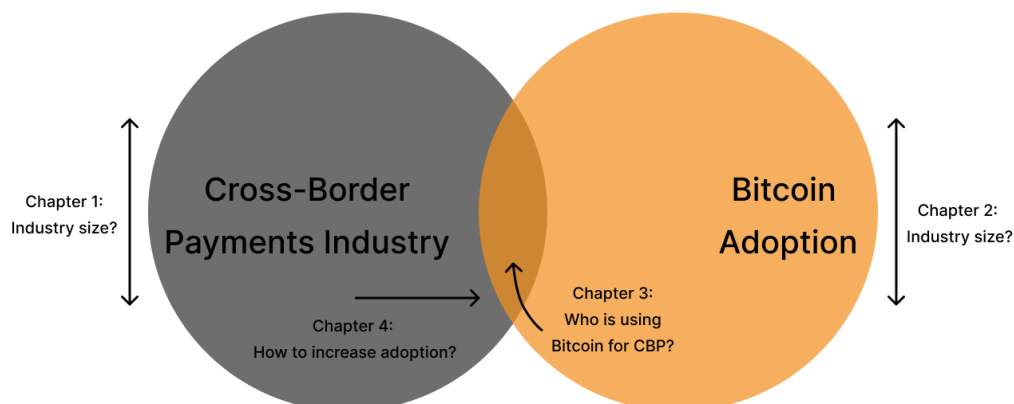 Chapter 1:
Industry size?
Cross-Border
Payments Industry
Bitcoin
Adoption
Chapter 2:
Industry size?
Chapter 3:
Who is using
Bitcoin for CBP?
Chapter 4:
How to increase adoption?